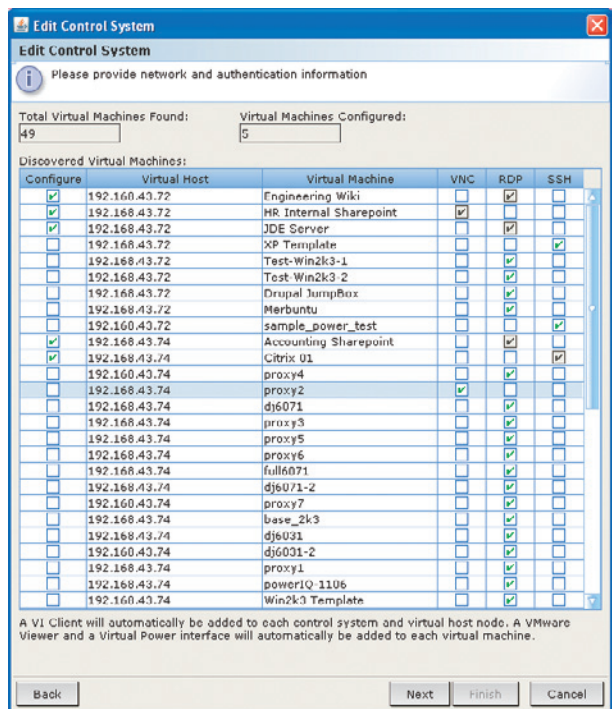 Edit Control System
Edit Control System
Please provide network and authentication information
Total Virtual Machines Found: Virtual Machines Configured:
49 5
Discovered Virtual Machines:
Configure Virtual Host Virtual Machine VNC RDP SSH
192.168.43.72 Engineering Wiki
192.168.43.72 HR Internal Sharepoint
192.168.43.72 JDE Server
192.168.43.72 XP Template
192.168.43.72 Test-Win2k3-1
192.168.43.72 Test-Win2k3-2
192.168.43.72 Drupal JumpBox
192.168.43.72 Merbuntu
192.168.43.72 sample_power_test
192.168.43.74 Accounting Sharepoint
192.168.43.74 Citrix 01
192.168.43.74 proxy4
192.168.43.74 proxy2
192.168.43.74 dj6071
192.168.43.74 proxy3
192.168.43.74 proxy5
192.168.43.74 proxy6
192.168.43.74 full6071
192.168.43.74 dj6071-2
192.168.43.74 proxy7
192.168.43.74 base_2k3
192.168.43.74 dj6031
192.168.43.74 dj6031-2
192.168.43.74 proxy1
192.168.43.74 powerIQ-1106
192.168.43.74 Win2k3 Template
A VI Client will automatically be added to each control system and virtual host node. A VMware
Viewer and a Virtual Power interface will automatically be added to each virtual machine.
Back Next Finish Cancel